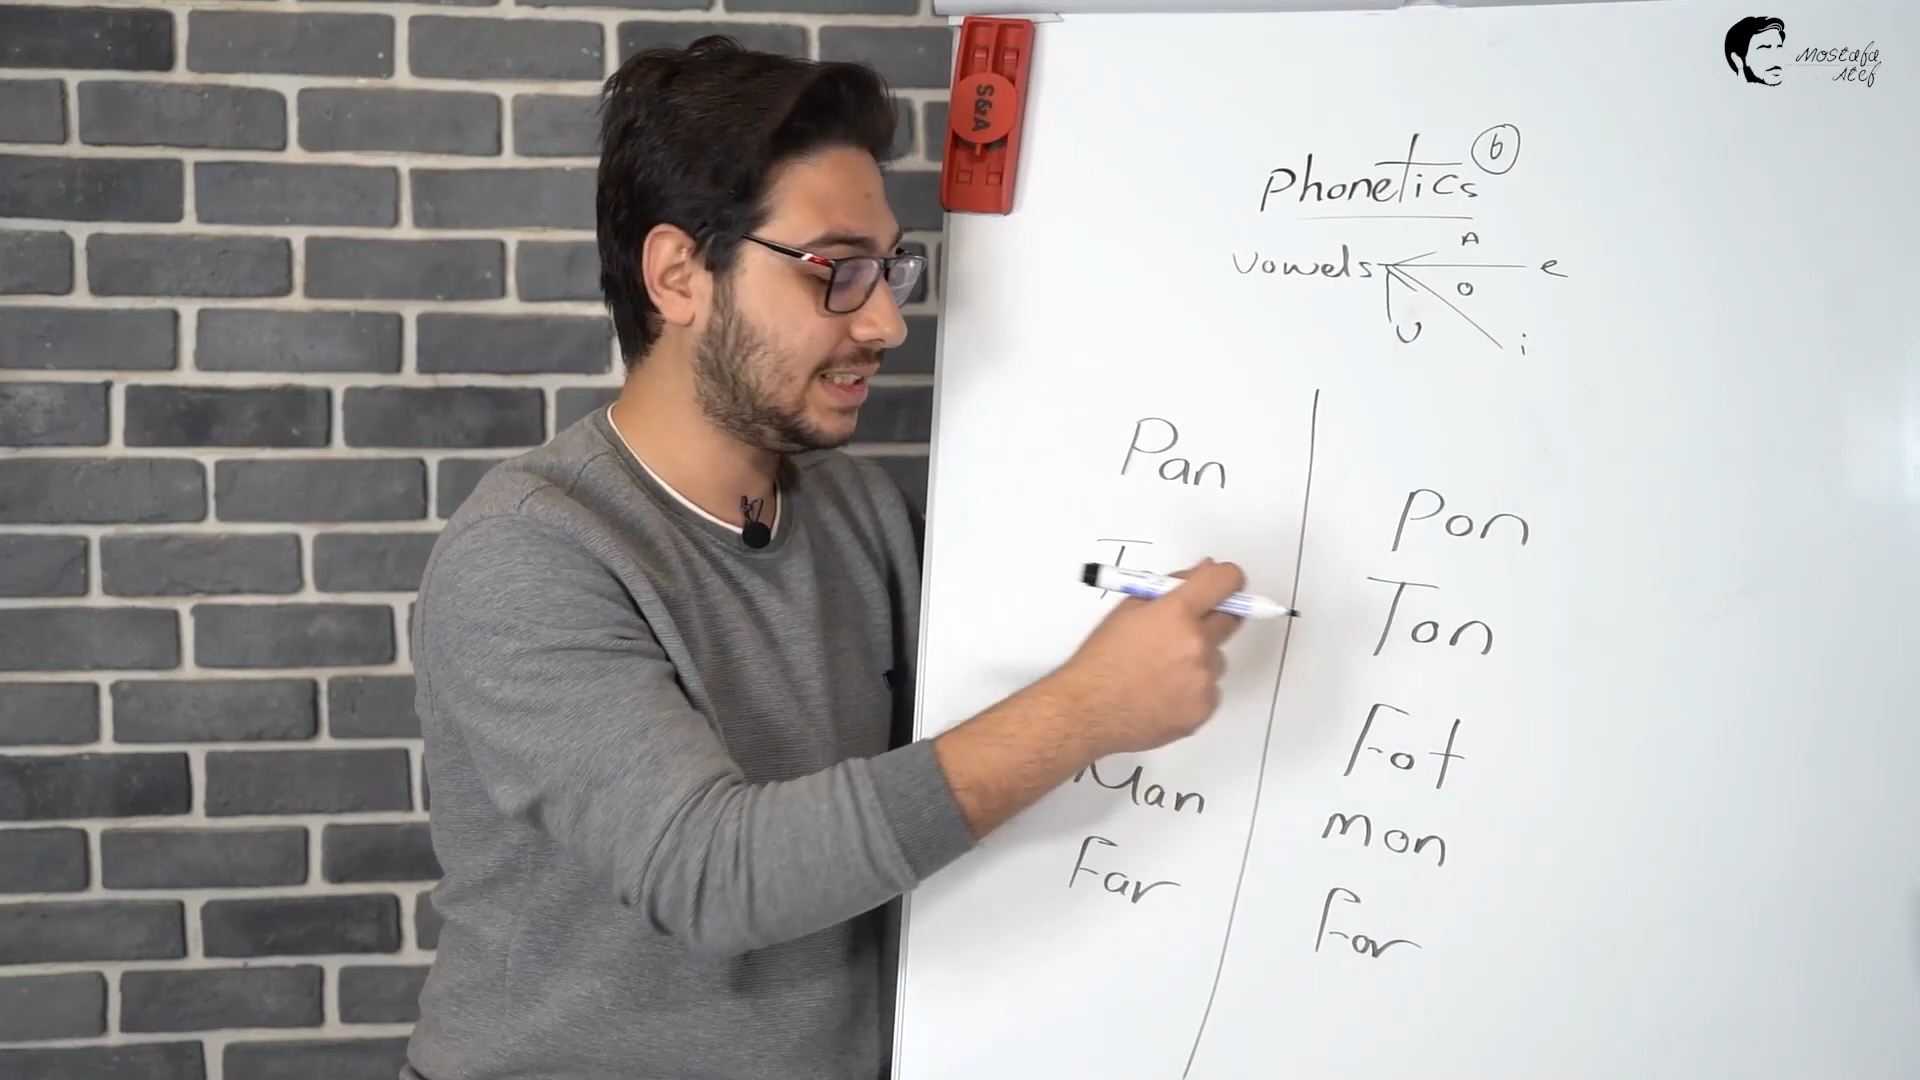 Mostafa
Atef
S&A
Phonetics 6
A
vowels e
o
U i
Pan
T
Man
Far
Pon
Ton
Fot
mon
For